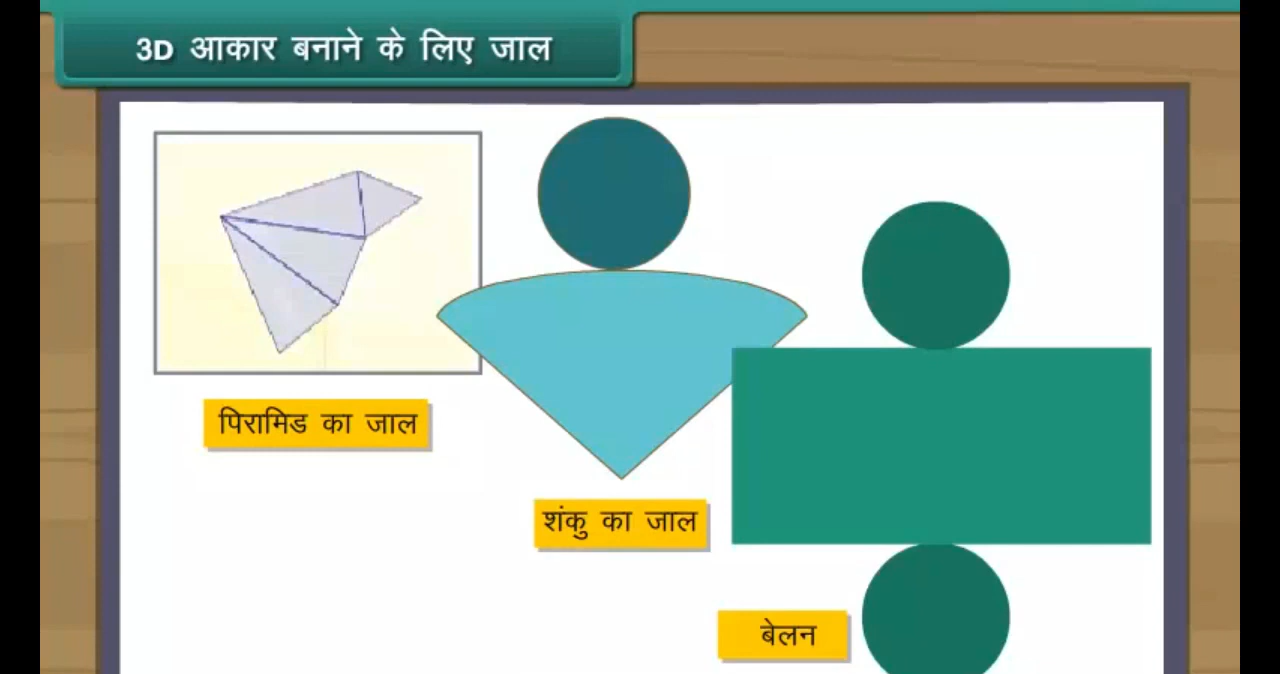 3D आकार बनाने के लिए जाल
पिरामिड का जाल
शंकु का जाल
बेलन